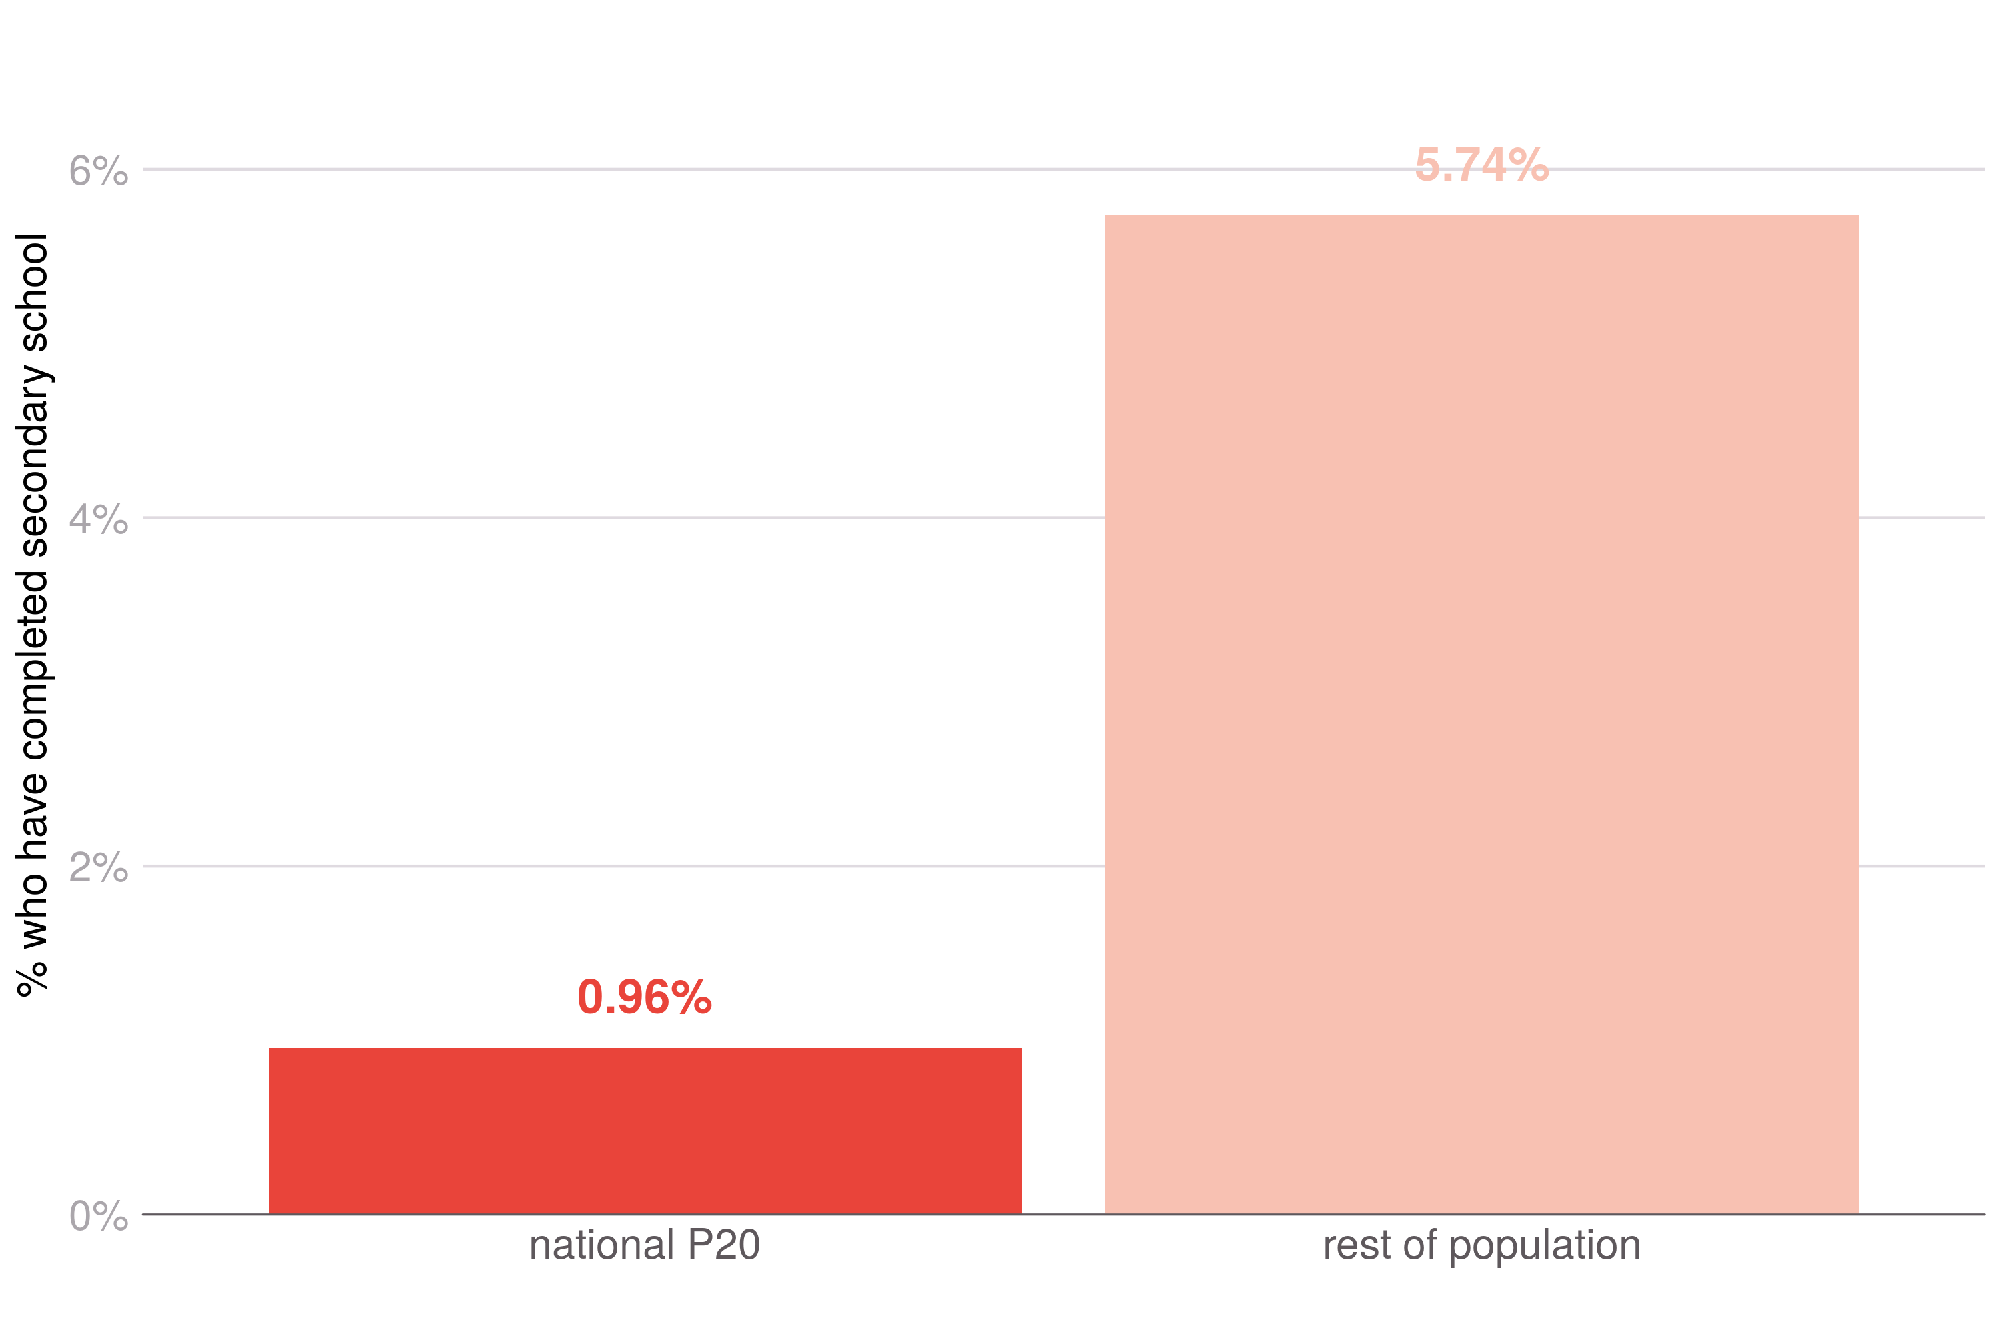 % who have completed secondary school
6%
4%
2%
0%
5.74%
0.96%
national P20
rest of population